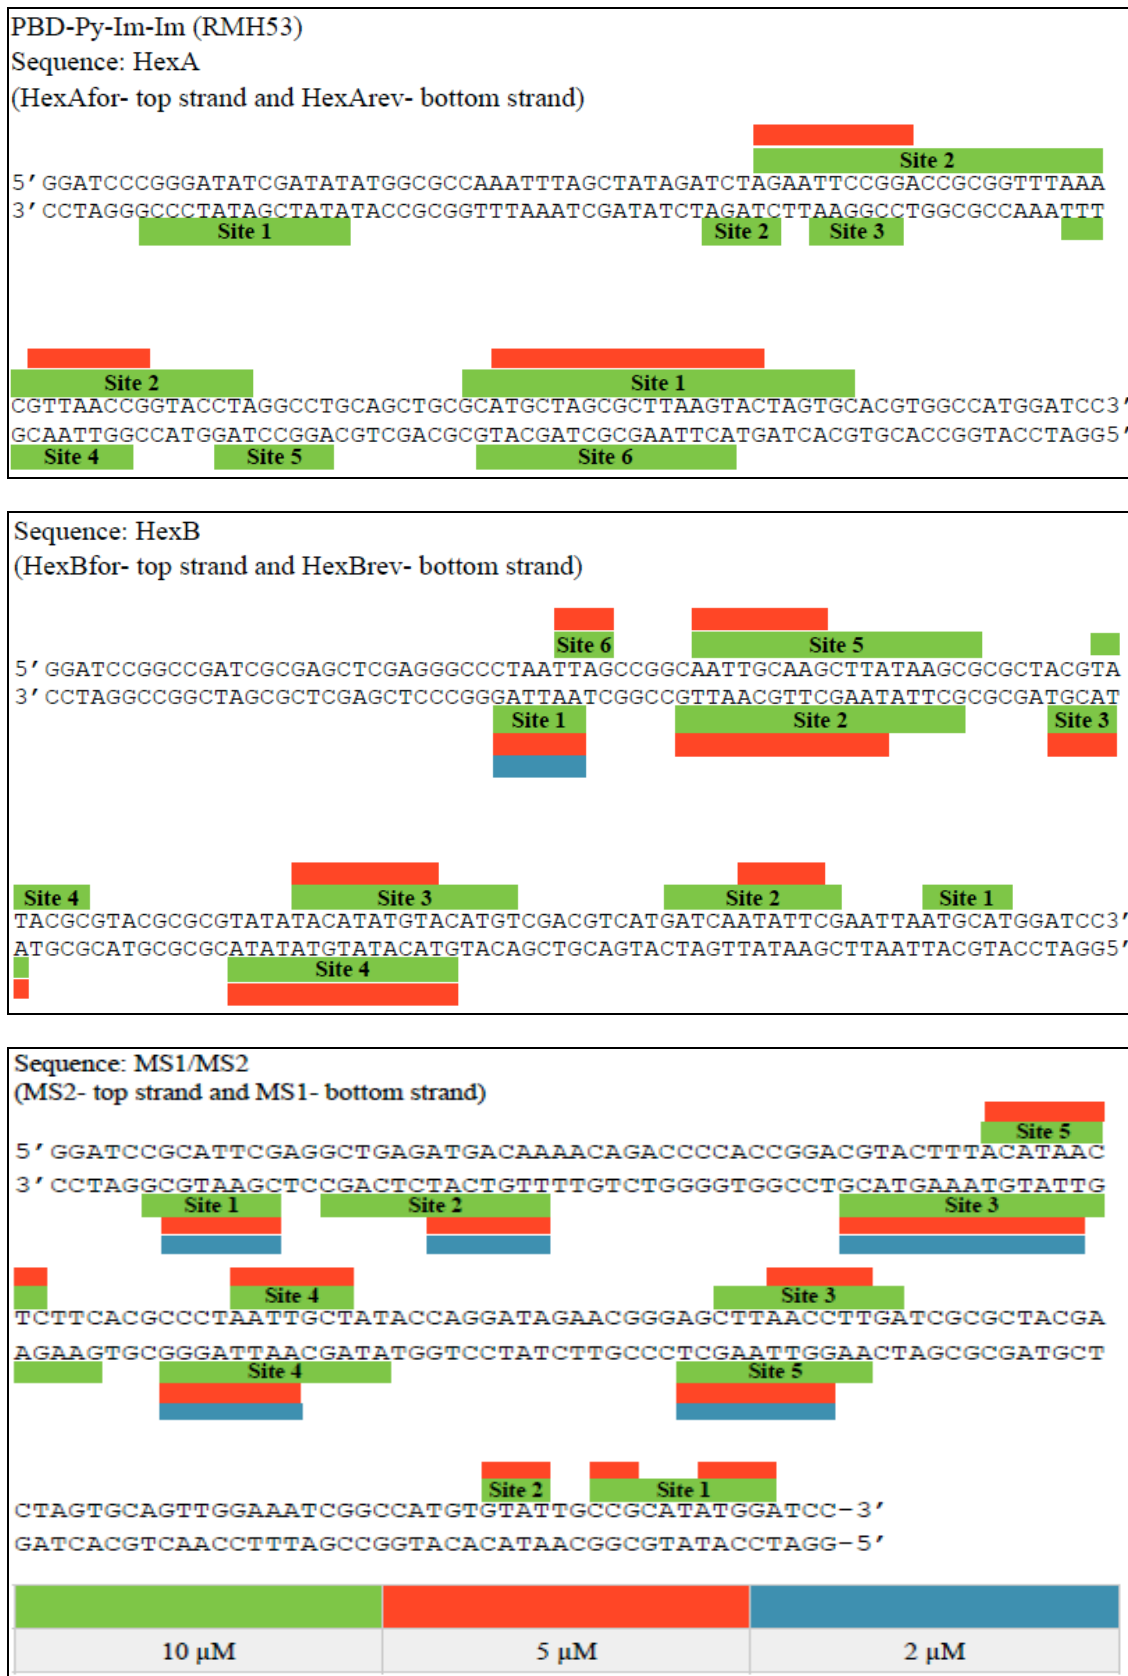 PBD-Py-Im-Im (RMH53)
Sequence: HexA
(HexAfor- top strand and HexArev- bottom strand)
Site 2
5′GGATCCCGGGATATCGATATATGGCGCCAAATTTAGCTATAGATCTAGAATTCCGGACCGCGGTTTAAA
3′CCTAGGGCCCTATAGCTATATACCGCGGTTTAAATCGATATCTAGATCTTAAGGCCTGGCGCCAAATTT
Site 1 Site 2 Site 3
Site 2 Site 1
CGTTAACCGGTACCTAGGCCTGCAGCTGCGCATGCTAGCGCTTAAGTACTAGTGCACGTGGCCATGGATCC3′
GCAATTGGCCATGGATCCGGACGTCGACGCGTACGATCGCGAATTCATGATCACGTGCACCGGTACCTAGG5′
Site 4 Site 5 Site 6
Sequence: HexB
(HexBfor- top strand and HexBrev- bottom strand)
Site 6 Site 5
5′GGATCCGGCCGATCGCGAGCTCGAGGGCCCTAATTAGCCGGCAATTGCAAGCTTATAAGCGCGCTACGTA
3′CCTAGGCCGGCTAGCGCTCGAGCTCCCGGGATTAATCGGCCGTTAACGTTCGAATATTCGCGCGATGCAT
Site 1 Site 2 Site 3
Site 4 Site 3 Site 2 Site 1
TACGCGTACGCGCGTATATACATATGTACATGTCGACGTCATGATCAATATTCGAATTAATGCATGGATCC3′
ATGCGCATGCGCGCATATATGTATACATGTACAGCTGCAGTACTAGTTATAAGCTTAATTACGTACCTAGG5′
Site 4
Sequence: MS1/MS2
(MS2- top strand and MS1- bottom strand)
Site 5
5′GGATCCGCATTCGAGGCTGAGATGACAAAACAGACCCCACCGGACGTACTTTACATAAC
3′CCTAGGCGTAAGCTCCGACTCTACTGTTTTGTCTGGGGTGGCCTGCATGAAATGTATTG
Site 1 Site 2 Site 3
Site 4 Site 3
TCTTCACGCCCTAATTGCTATACCAGGATAGAACGGGAGCTTAACCTTGATCGCGCTACGA
AGAAGTGCGGGATTAACGATATGGTCCTATCTTGCCCTCGAATTGGAACTAGCGCGATGCT
Site 4 Site 5
Site 2 Site 1
CTAGTGCAGTTGGAAATCGGCCATGTGTATTGCCGCATATGGATCC-3′
GATCACGTCAACCTTTAGCCGGTACACATAACGGCGTATACCTAGG-5′
10 µM 5 µM 2 µM